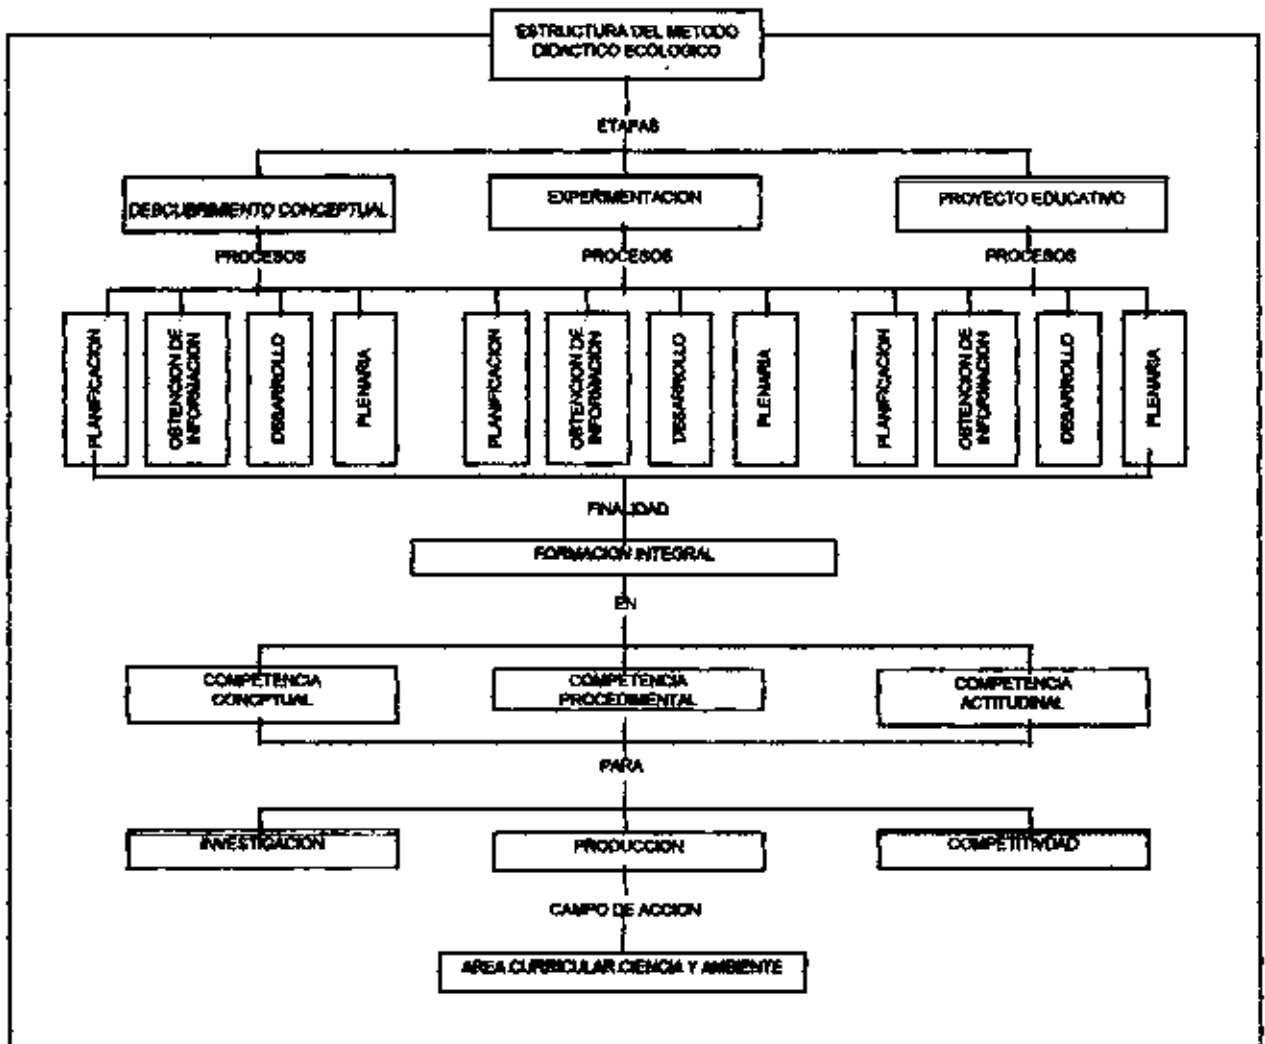 ESTRUCTURA DEL METODO
DIDACTICO ECOLOGICO
ETAPAS
DESCUBRIMIENTO CONCEPTUAL
EXPERIMENTACION
PROYECTO EDUCATIVO
PROCESOS
PROCESOS
PROCESOS
PLANIFICACION
OBTENCION DE
INFORMACION
DESARROLLO
PLENARIA
PLANIFICACION
OBTENCION DE
INFORMACION
DESARROLLO
PLENARIA
PLANIFICACION
OBTENCION DE
INFORMACION
DESARROLLO
PLENARIA
FINALIDAD
FORMACION INTEGRAL
EN
COMPETENCIA
CONCPTUAL
COMPETENCIA
PROCEDIMENTAL
COMPETENCIA
ACTITUDINAL
PARA
INVESTIGACION
PRODUCCION
COMPETITIVDAD
CAMPO DE ACCION
AREA CURRICULAR CIENCIA Y AMBIENTE